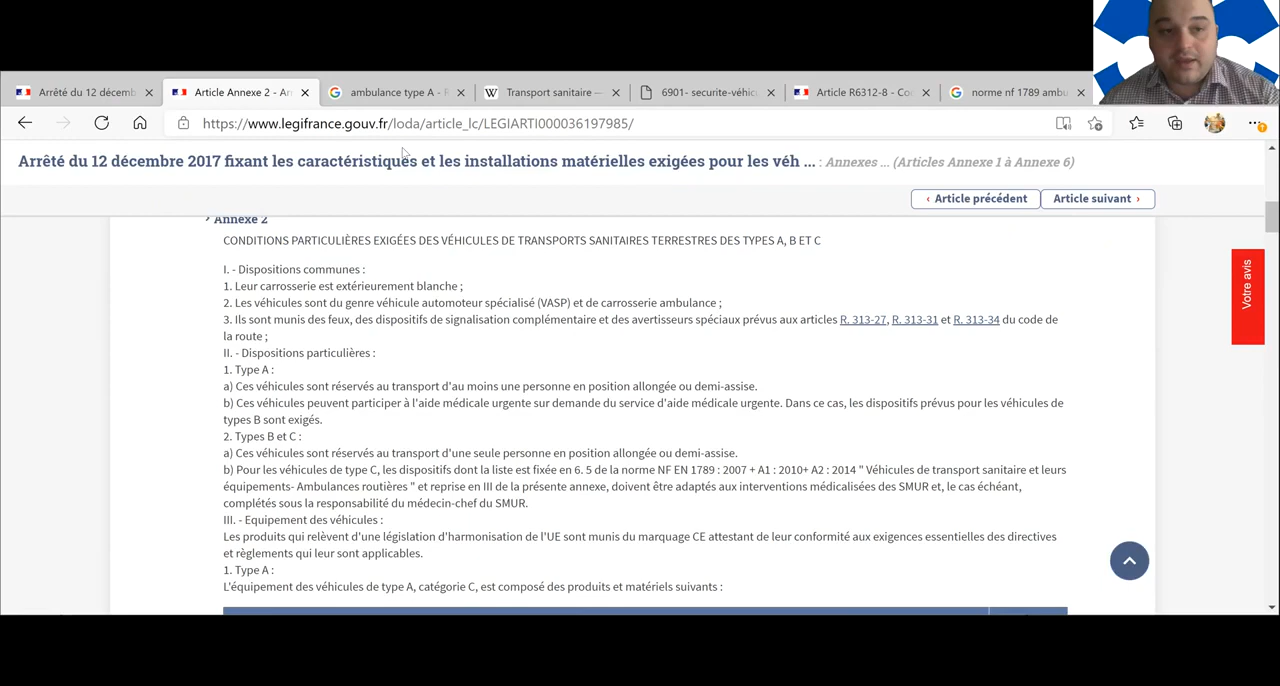 Arrêté du 12 décemb
Article Annexe 2 - Ar
ambulance type A - R
Transport sanitaire —
6901- securite-véhic
Article R6312-8 - Co
norme nf 1789 ambu
https://www.legifrance.gouv.fr/loda/article_lc/LEGIARTI000036197985/
Arrêté du 12 décembre 2017 fixant les caractéristiques et les installations matérielles exigées pour les véh ... : Annexes ... (Articles Annexe 1 à Annexe 6)
‹ Article précédent
Article suivant ›
Annexe 2
CONDITIONS PARTICULIÈRES EXIGÉES DES VÉHICULES DE TRANSPORTS SANITAIRES TERRESTRES DES TYPES A, B ET C
I. - Dispositions communes :
1. Leur carrosserie est extérieurement blanche ;
2. Les véhicules sont du genre véhicule automoteur spécialisé (VASP) et de carrosserie ambulance ;
3. Ils sont munis des feux, des dispositifs de signalisation complémentaire et des avertisseurs spéciaux prévus aux articles R. 313-27, R. 313-31 et R. 313-34 du code de
la route ;
II. - Dispositions particulières :
1. Type A :
a) Ces véhicules sont réservés au transport d'au moins une personne en position allongée ou demi-assise.
b) Ces véhicules peuvent participer à l'aide médicale urgente sur demande du service d'aide médicale urgente. Dans ce cas, les dispositifs prévus pour les véhicules de
types B sont exigés.
2. Types B et C :
a) Ces véhicules sont réservés au transport d'une seule personne en position allongée ou demi-assise.
b) Pour les véhicules de type C, les dispositifs dont la liste est fixée en 6. 5 de la norme NF EN 1789 : 2007 + A1 : 2010+ A2 : 2014 " Véhicules de transport sanitaire et leurs
équipements- Ambulances routières " et reprise en III de la présente annexe, doivent être adaptés aux interventions médicalisées des SMUR et, le cas échéant,
complétés sous la responsabilité du médecin-chef du SMUR.
III. - Equipement des véhicules :
Les produits qui relèvent d'une législation d'harmonisation de l'UE sont munis du marquage CE attestant de leur conformité aux exigences essentielles des directives
et règlements qui leur sont applicables.
1. Type A :
L'équipement des véhicules de type A, catégorie C, est composé des produits et matériels suivants :
Votre avis